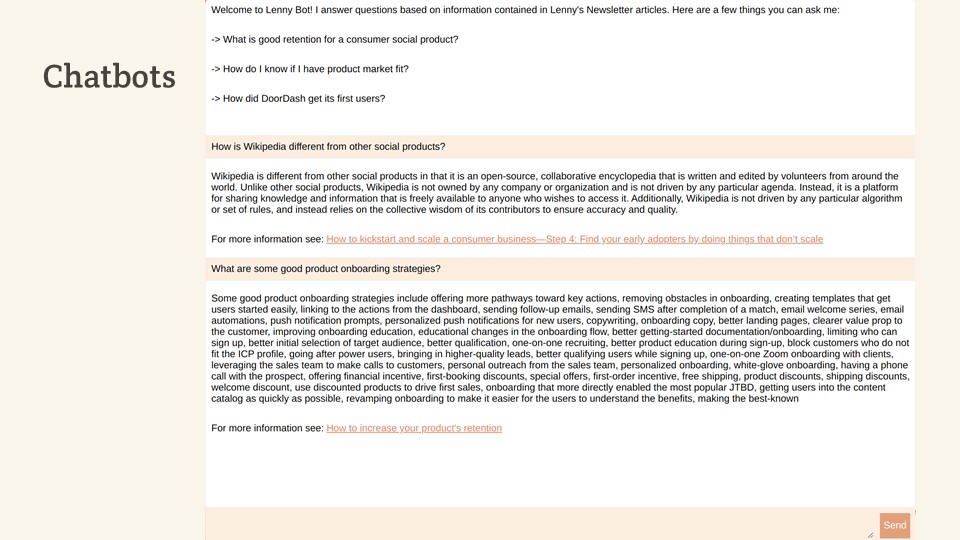 Chatbots
Welcome to Lenny Bot! I answer questions based on information contained in Lenny's Newsletter articles. Here are a few things you can ask me:
-> What is good retention for a consumer social product?
-> How do I know if I have product market fit?
-> How did DoorDash get its first users?
How is Wikipedia different from other social products?
Wikipedia is different from other social products in that it is an open-source, collaborative encyclopedia that is written and edited by volunteers from around the
world. Unlike other social products, Wikipedia is not owned by any company or organization and is not driven by any particular agenda. Instead, it is a platform
for sharing knowledge and information that is freely available to anyone who wishes to access it. Additionally, Wikipedia is not driven by any particular algorithm
or set of rules, and instead relies on the collective wisdom of its contributors to ensure accuracy and quality.
For more information see: How to kickstart and scale a consumer business—Step 4: Find your early adopters by doing things that don't scale
What are some good product onboarding strategies?
Some good product onboarding strategies include offering more pathways toward key actions, removing obstacles in onboarding, creating templates that get
users started easily, linking to the actions from the dashboard, sending follow-up emails, sending SMS after completion of a match, email welcome series, email
automations, push notification prompts, personalized push notifications for new users, copywriting, onboarding copy, better landing pages, clearer value prop to
the customer, improving onboarding education, educational changes in the onboarding flow, better getting-started documentation/onboarding, limiting who can
sign up, better initial selection of target audience, better qualification, one-on-one recruiting, better product education during sign-up, block customers who do not
fit the ICP profile, going after power users, bringing in higher-quality leads, better qualifying users while signing up, one-on-one Zoom onboarding with clients,
leveraging the sales team to make calls to customers, personal outreach from the sales team, personalized onboarding, white-glove onboarding, having a phone
call with the prospect, offering financial incentive, first-booking discounts, special offers, first-order incentive, free shipping, product discounts, shipping discounts,
welcome discount, use discounted products to drive first sales, onboarding that more directly enabled the most popular JTBD, getting users into the content
catalog as quickly as possible, revamping onboarding to make it easier for the users to understand the benefits, making the best-known
For more information see: How to increase your product's retention
Send